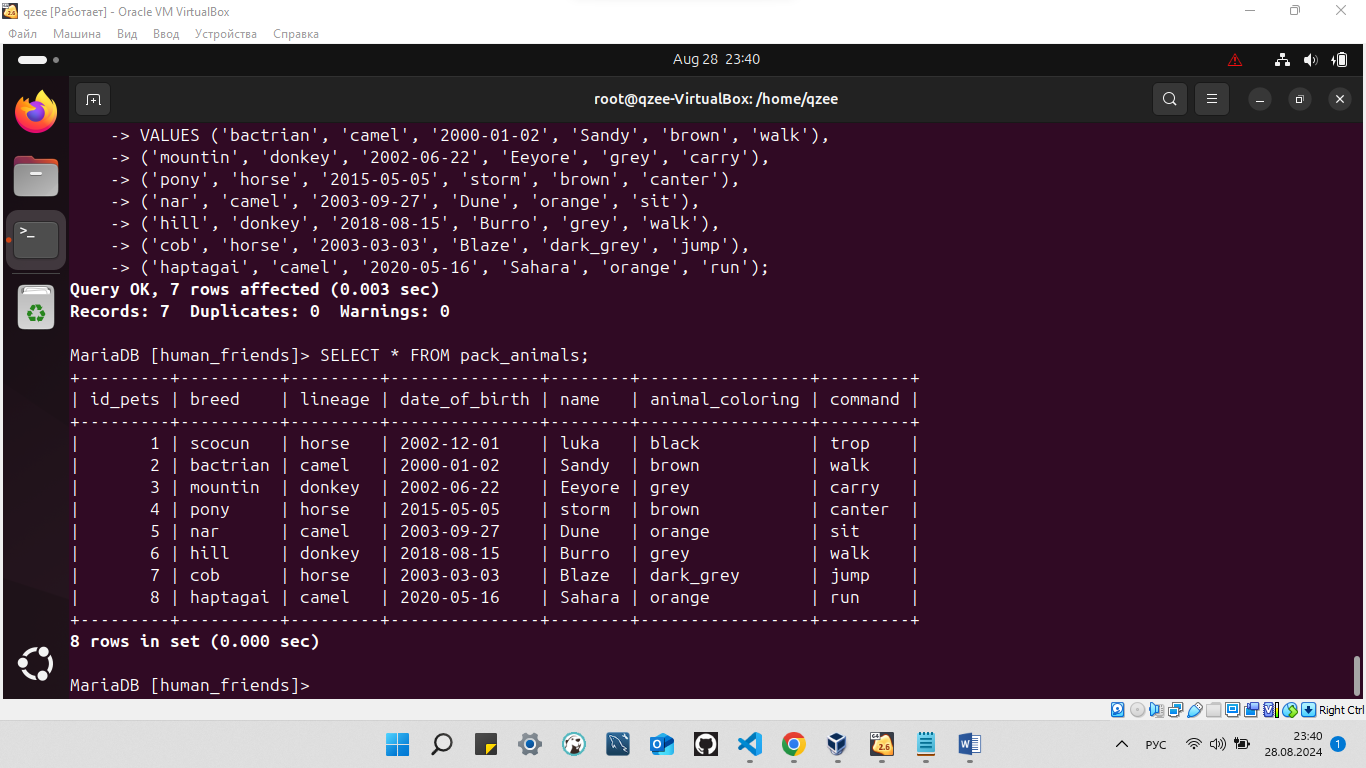 qzee [Работает] - Oracle VM VirtualBox
Файл Машина Вид Ввод Устройства Справка
Aug 28 23:40
root@qzee-VirtualBox: /home/qzee
    -> VALUES ('bactrian', 'camel', '2000-01-02', 'Sandy', 'brown', 'walk'),
    -> ('mountin', 'donkey', '2002-06-22', 'Eeyore', 'grey', 'carry'),
    -> ('pony', 'horse', '2015-05-05', 'storm', 'brown', 'canter'),
    -> ('nar', 'camel', '2003-09-27', 'Dune', 'orange', 'sit'),
    -> ('hill', 'donkey', '2018-08-15', 'Burro', 'grey', 'walk'),
    -> ('cob', 'horse', '2003-03-03', 'Blaze', 'dark_grey', 'jump'),
    -> ('haptagai', 'camel', '2020-05-16', 'Sahara', 'orange', 'run');
Query OK, 7 rows affected (0.003 sec)
Records: 7  Duplicates: 0  Warnings: 0
MariaDB [human_friends]> SELECT * FROM pack_animals;
+---------+----------+---------+---------------+--------+-----------------+---------+
| id_pets | breed    | lineage | date_of_birth | name   | animal_coloring | command |
+---------+----------+---------+---------------+--------+-----------------+---------+
|       1 | scocun   | horse   | 2002-12-01    | luka   | black           | trop    |
|       2 | bactrian | camel   | 2000-01-02    | Sandy  | brown           | walk    |
|       3 | mountin  | donkey  | 2002-06-22    | Eeyore | grey            | carry   |
|       4 | pony     | horse   | 2015-05-05    | storm  | brown           | canter  |
|       5 | nar      | camel   | 2003-09-27    | Dune   | orange          | sit     |
|       6 | hill     | donkey  | 2018-08-15    | Burro  | grey            | walk    |
|       7 | cob      | horse   | 2003-03-03    | Blaze  | dark_grey       | jump    |
|       8 | haptagai | camel   | 2020-05-16    | Sahara | orange          | run     |
+---------+----------+---------+---------------+--------+-----------------+---------+
8 rows in set (0.000 sec)
MariaDB [human_friends]>
Right Ctrl
РУС
23:40
28.08.2024
1